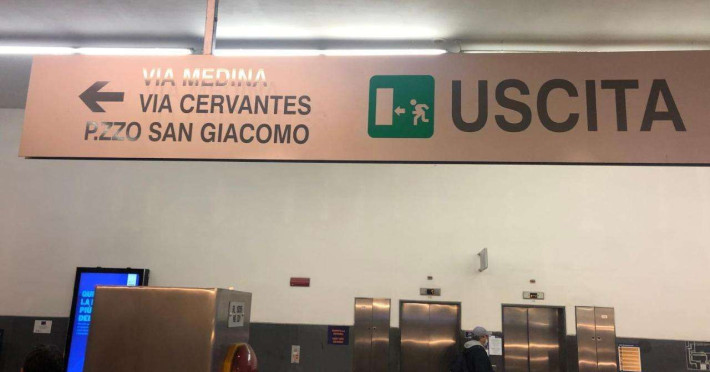 VIA MEDINA
VIA CERVANTES
P.ZZO SAN GIACOMO
USCITA